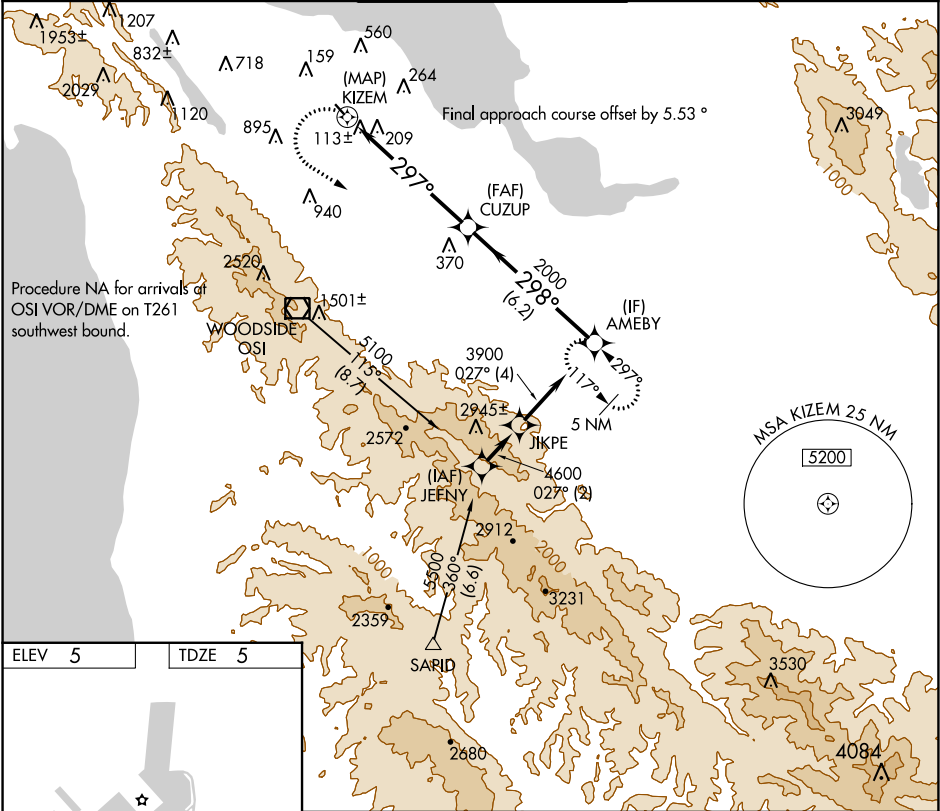 1207
1953±
832±
560
718
159
2029
(MAP)
KIZEM
264
1120
Final approach course offset by 5.53 °
3049
895
113±
209
1000
297°
(FAF)
CUZUP
940
370
2520
2000
298°
(6.2)
Procedure NA for arrivals at
OSI VOR/DME on T261
southwest bound.
1501±
WOODSIDE
OSI
(IF)
AMEBY
5100
115°
(8.7)
3900
027° (4)
297°
117°
5 NM
2945±
2572
JIKPE
MSA KIZEM 25 NM
5200
(IAF)
JEFNY
4600
027° (2)
2912
2000
1000
5500
360°
(6.6)
3231
2359
SAPID
ELEV 5
TDZE 5
3530
2680
4084